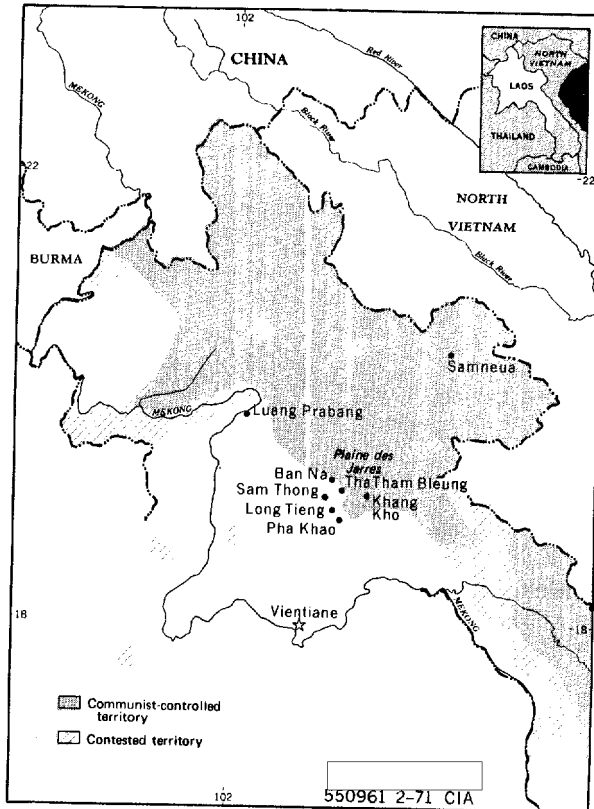 102
CHINA
Red River
MEKONG
Black River
22
NORTH
VIETNAM
BURMA
Black River
CHINA
NORTH
VIETNAM
LAOS
THAILAND
CAMBODIA
-22
Samneua
MEKONG
Luang Prabang
Plaine des
Jarres
Ban Na
Tha Tham Bleung
Sam Thong
Khang
Kho
Long Tieng
Pha Khao
18
Vientiane
MEKONG
-18-
Communist-controlled
territory
Contested territory
550961 2-71 CIA
102